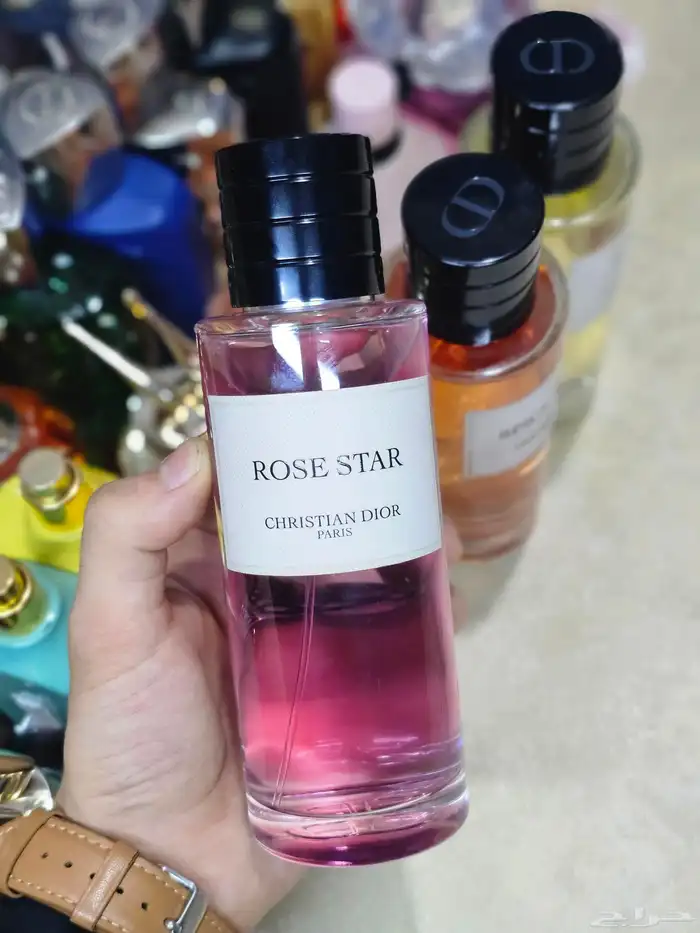 ROSE STAR
CHRISTIAN DIOR
PARIS
حراج